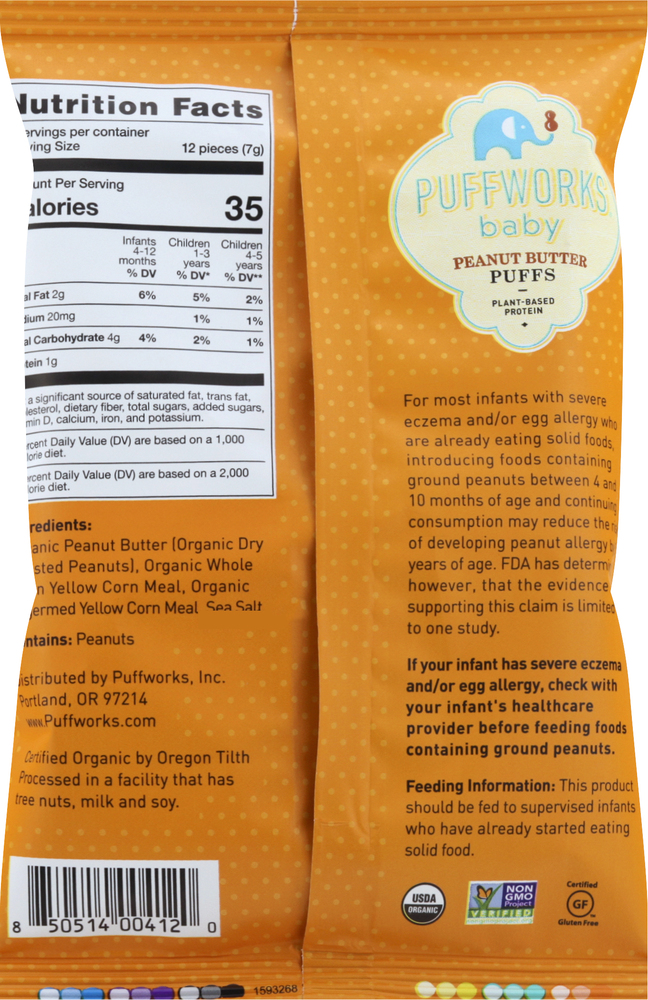 Nutrition Facts
ervings per container
ving Size 12 pieces (7g)
unt Per Serving
alories 35
Infants 4-12 months % DV
Children 1-3 years % DV*
Children 4-5 years % DV**
al Fat 2g 6% 5% 2%
dium 20mg 1% 1%
al Carbohydrate 4g 4% 2% 1%
tein 1g
a significant source of saturated fat, trans fat,
lesterol, dietary fiber, total sugars, added sugars,
min D, calcium, iron, and potassium.
rcent Daily Value (DV) are based on a 1,000
lorie diet.
ercent Daily Value (DV) are based on a 2,000
lorie diet.
redients:
anic Peanut Butter (Organic Dry
sted Peanuts), Organic Whole
n Yellow Corn Meal, Organic
ermed Yellow Corn Meal Sea Salt
ntains: Peanuts
istributed by Puffworks, Inc.
Portland, OR 97214
www.Puffworks.com
Certified Organic by Oregon Tilth
Processed in a facility that has
tree nuts, milk and soy.
8 50514 00412 0
1593268
PUFFWORKS
baby
PEANUT BUTTER
PUFFS
PLANT-BASED
PROTEIN
For most infants with severe
eczema and/or egg allergy who
are already eating solid foods,
introducing foods containing
ground peanuts between 4 and
10 months of age and continuing
consumption may reduce the
of developing peanut allergy
years of age. FDA has determi
however, that the evidence
supporting this claim is limited
to one study.
If your infant has severe eczema
and/or egg allergy, check with
your infant's healthcare
provider before feeding foods
containing ground peanuts.
Feeding Information: This product
should be fed to supervised infants
who have already started eating
solid food.
USDA
ORGANIC
NON
GMO
Project
VERIFIED
Certified
GF
Gluten Free